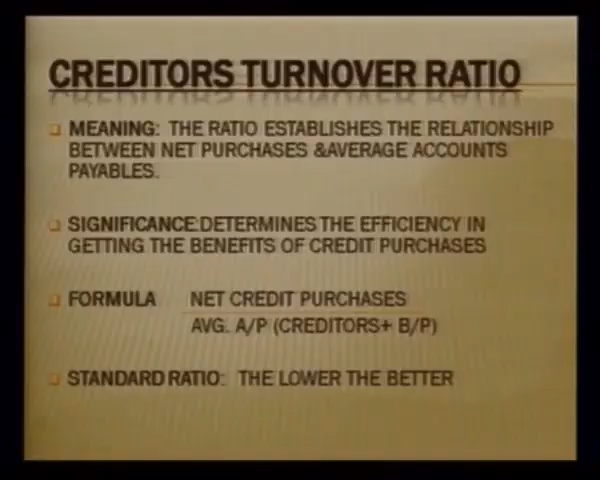 CREDITORS TURNOVER RATIO
MEANING: THE RATIO ESTABLISHES THE RELATIONSHIP
BETWEEN NET PURCHASES &AVERAGE ACCOUNTS
PAYABLES.
SIGNIFICANCE:DETERMINES THE EFFICIENCY IN
GETTING THE BENEFITS OF CREDIT PURCHASES
FORMULA NET CREDIT PURCHASES
AVG. A/P (CREDITORS+ B/P)
STANDARD RATIO: THE LOWER THE BETTER